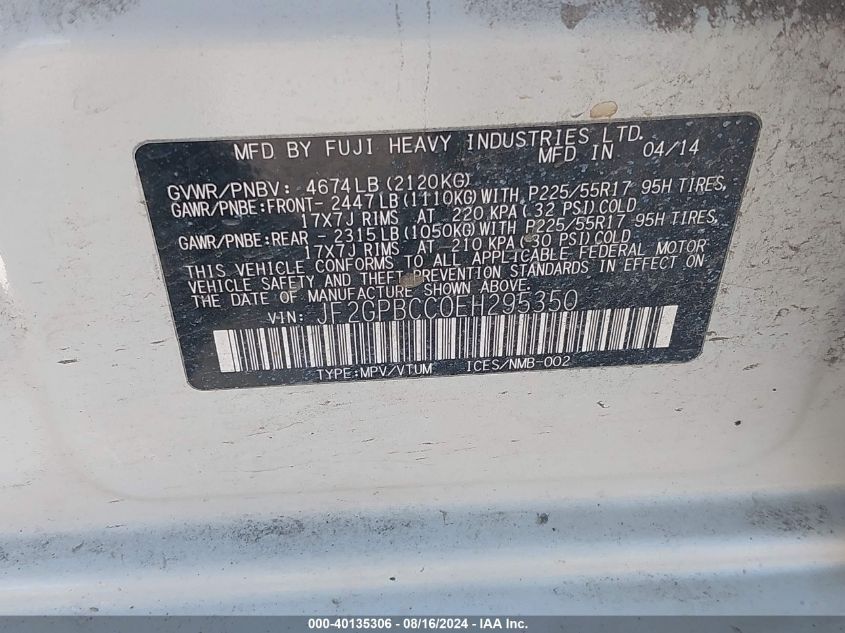 MFD BY FUJI HEAVY INDUSTRIES LTD.
MFD IN 04/14
GVWR/PNBV: 4674LB (2120KG)
GAWR/PNBE:FRONT- 2447LB(1110KG)WITH P225/55R17 95H TIRES,
17X7J RIMS AT 220 KPA(32 PSI)COLD
GAWR/PNBE:REAR - 2315LB(1050KG)WITH P225/55R17 95H TIRES,
17X7J RIMS AT 210 KPA(30 PSI)COLD
THIS VEHICLE CONFORMS TO ALL APPLICABLE FEDERAL MOTOR
VEHICLE SAFETY AND THEFT PREVENTION STANDARDS IN EFFECT ON
THE DATE OF MANUFACTURE SHOWN ABOVE.
VIN: JF2GPBCC0EH295350
TYPE:MPV/VTUM ICES/NMB-002
000-40135306 - 08/16/2024 - IAA Inc.